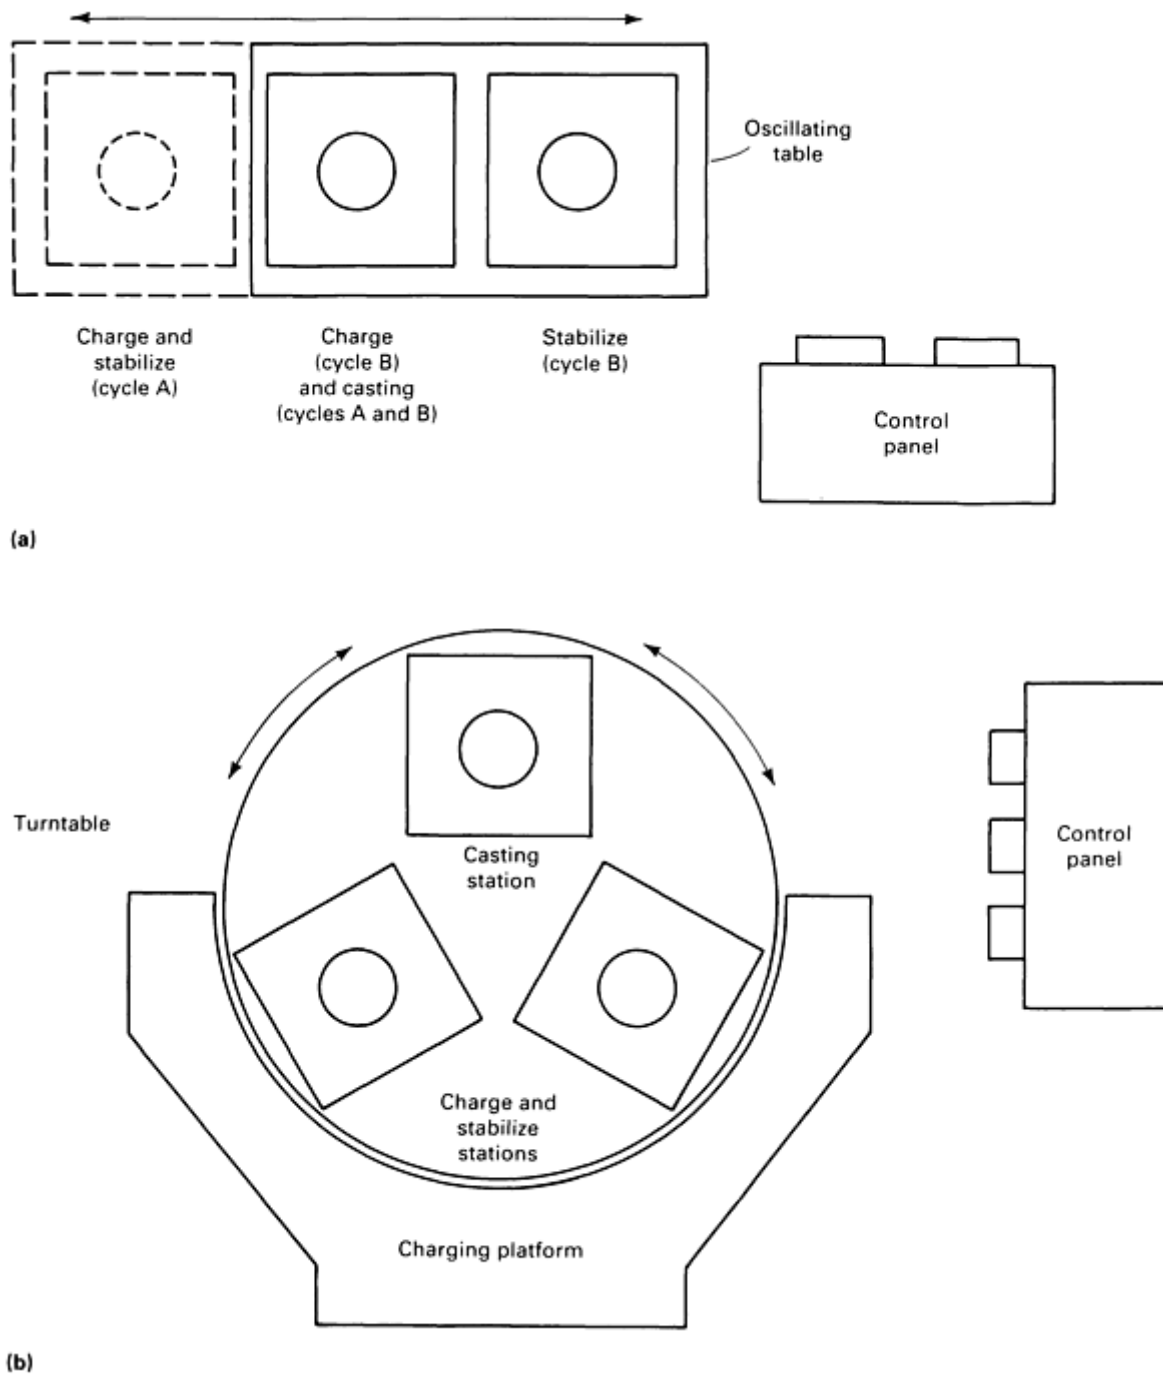 Oscillating
table
Charge and
stabilize
(cycle A)
Charge
(cycle B)
and casting
(cycles A and B)
Stabilize
(cycle B)
Control
panel
(a)
Turntable
Casting
station
Control
panel
Charge and
stabilize
stations
Charging platform
(b)